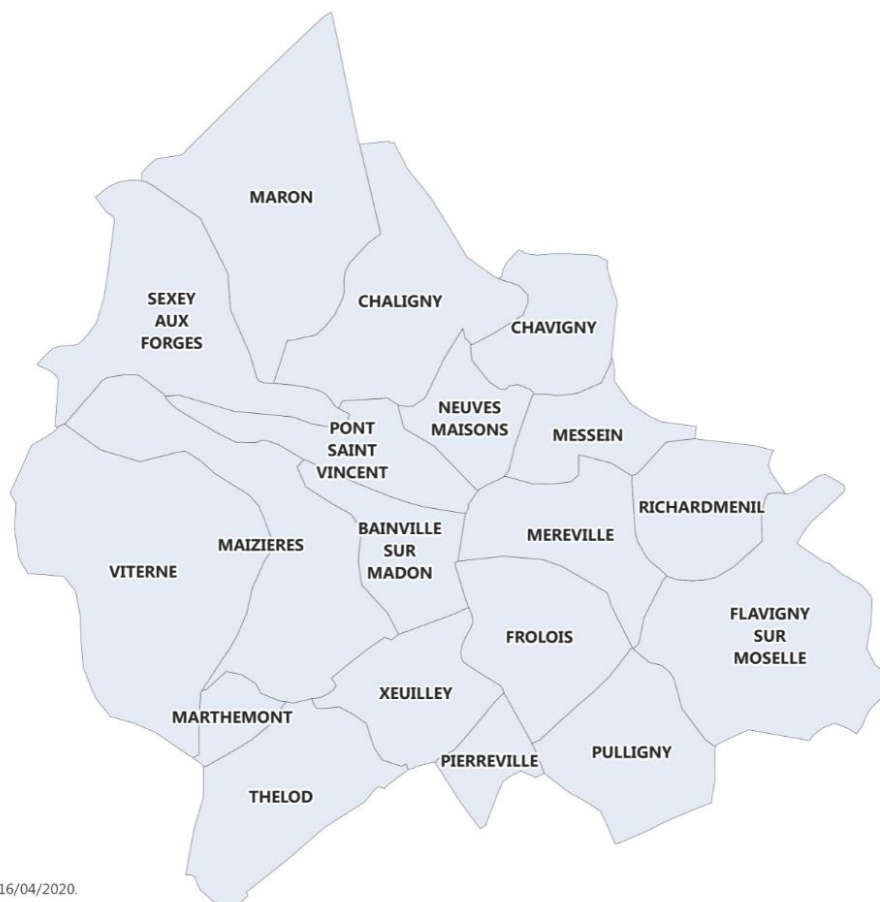 MARON
SEXEY
AUX
FORGES
CHALIGNY
CHAVIGNY
NEUVES
MAISONS
PONT
SAINT
VINCENT
MESSEIN
RICHARDMENIL
BAINVILLE
SUR
MADON
MEREVILLE
MAIZIERES
VITERNE
FLAVIGNY
SUR
MOSELLE
FROLOIS
XEUILLEY
MARTHEMONT
PIERREVILLE
PULLIGNY
THELOD
16/04/2020.